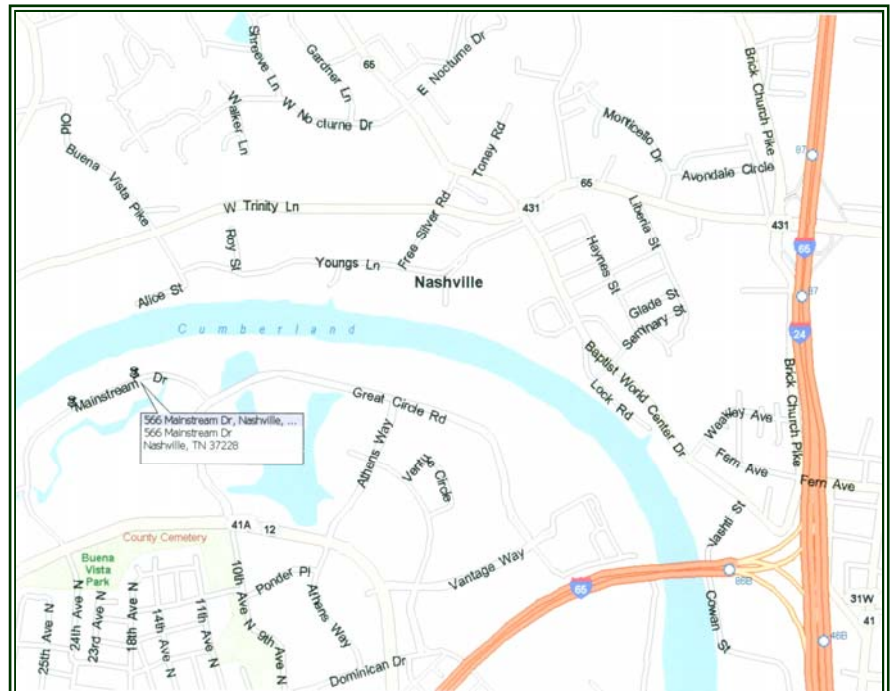 Shreeve Ln
Gardner Ln
65
E Nocturne Dr
Walker Ln
W Nocturne Dr
Old
Buena Vista Pike
Toney Rd
Monticello Dr
Avondale Circle
Brick Church Pike
87
W Trinity Ln
431
65
431
Roy St
Free Silver Rd
Liberia St
65
Youngs Ln
Haynes St
Nashville
87
Alice St
Glade St
Seminary St
24
Cumberland
Baptist World Center Dr
Brick Church Pike
Mainstream Dr
Lock Rd
Great Circle Rd
566 Mainstream Dr, Nashville, ...
566 Mainstream Dr
Nashville, TN 37228
Weakley Ave
Athens Way
Fern Ave
Fern Ave
Circle
Vashti St
41A
12
County Cemetery
Buena
Vista
Park
Vantage Way
Ponder Pl
65
86B
31W
41
46B
25th Ave N
24th Ave N
23rd Ave N
18th Ave N
14th Ave N
11th Ave N
10th Ave N
9th Ave N
Athens Way
Cowan St
Dominican Dr